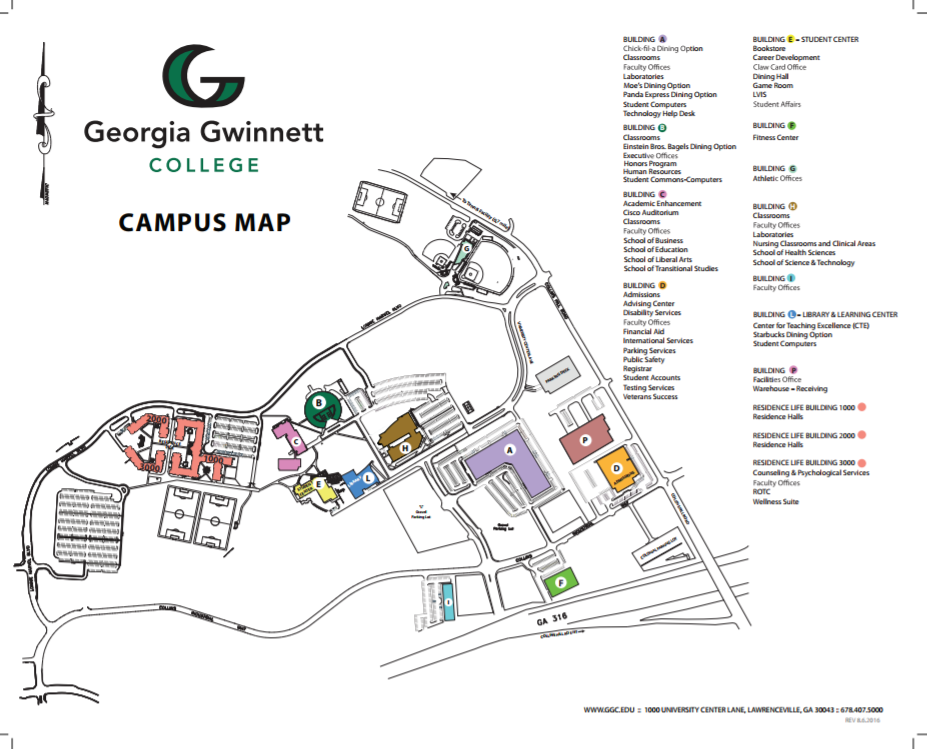 Georgia Gwinnett
COLLEGE
CAMPUS MAP
BUILDING A
Chick-fil-a Dining Option
Classrooms
Faculty Offices
Laboratories
Moe's Dining Option
Panda Express Dining Option
Student Computers
Technology Help Desk
BUILDING B
Classrooms
Einstein Bros. Bagels Dining Option
Executive Offices
Honors Program
Human Resources
Student Commons-Computers
BUILDING C
Academic Enhancement
Cisco Auditorium
Classrooms
Faculty Offices
School of Business
School of Education
School of Liberal Arts
School of Transitional Studies
BUILDING D
Admissions
Advising Center
Disability Services
Faculty Offices
Financial Aid
International Services
Parking Services
Public Safety
Registrar
Student Accounts
Testing Services
Veterans Success
BUILDING E – STUDENT CENTER
Bookstore
Career Development
Claw Card Office
Dining Hall
Game Room
LVIS
Student Affairs
BUILDING F
Fitness Center
BUILDING G
Athletic Offices
BUILDING H
Classrooms
Faculty Offices
Laboratories
Nursing Classrooms and Clinical Areas
School of Health Sciences
School of Science & Technology
BUILDING I
Faculty Offices
BUILDING L – LIBRARY & LEARNING CENTER
Center for Teaching Excellence (CTE)
Starbucks Dining Option
Student Computers
BUILDING P
Facilities Office
Warehouse – Receiving
RESIDENCE LIFE BUILDING 1000
Residence Halls
RESIDENCE LIFE BUILDING 2000
Residence Halls
RESIDENCE LIFE BUILDING 3000
Counseling & Psychological Services
Faculty Offices
ROTC
Wellness Suite
G
B
C
H
A
P
D
E
L
F
I
2000
1000
3000
Gravel
Parking Lot
Gravel
Parking Lot
COLLINS
GA 316
WWW.GGC.EDU :: 1000 UNIVERSITY CENTER LANE, LAWRENCEVILLE, GA 30043 :: 678.407.5000
REV 8.6.2016